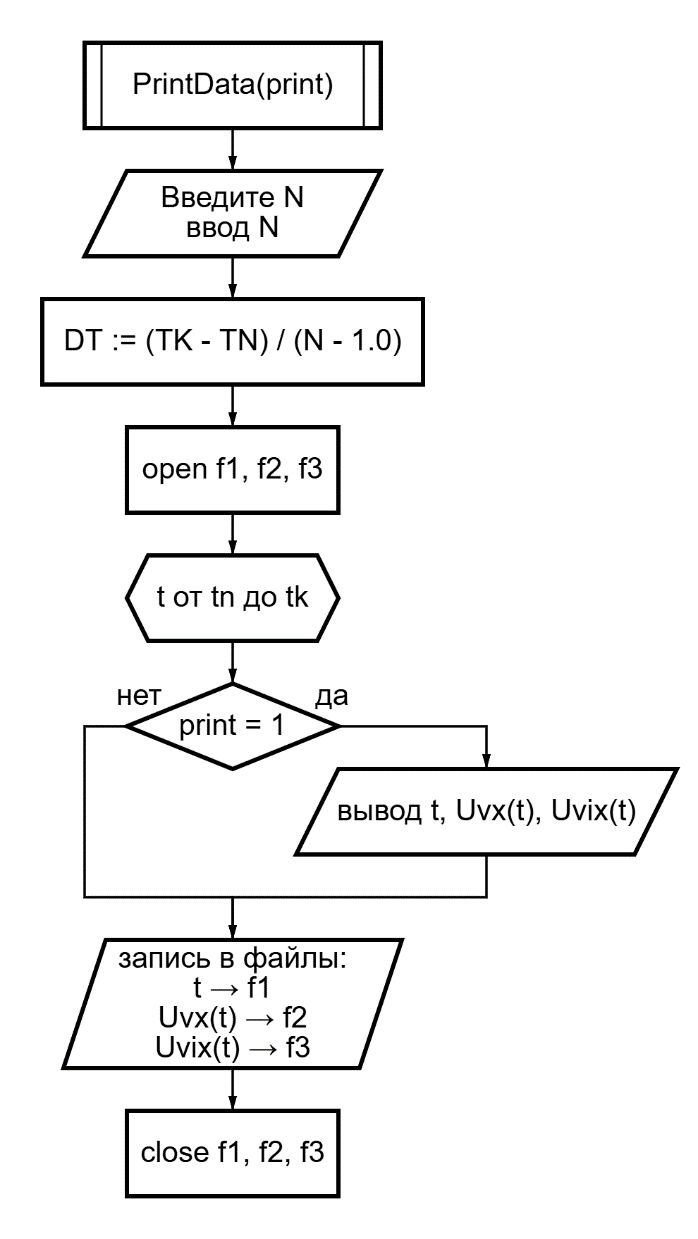 PrintData(print)
Введите N
ввод N
DT := (TK - TN) / (N - 1.0)
open f1, f2, f3
t от tn до tk
нет
да
print = 1
вывод t, Uvx(t), Uvix(t)
запись в файлы:
t → f1
Uvx(t) → f2
Uvix(t) → f3
close f1, f2, f3